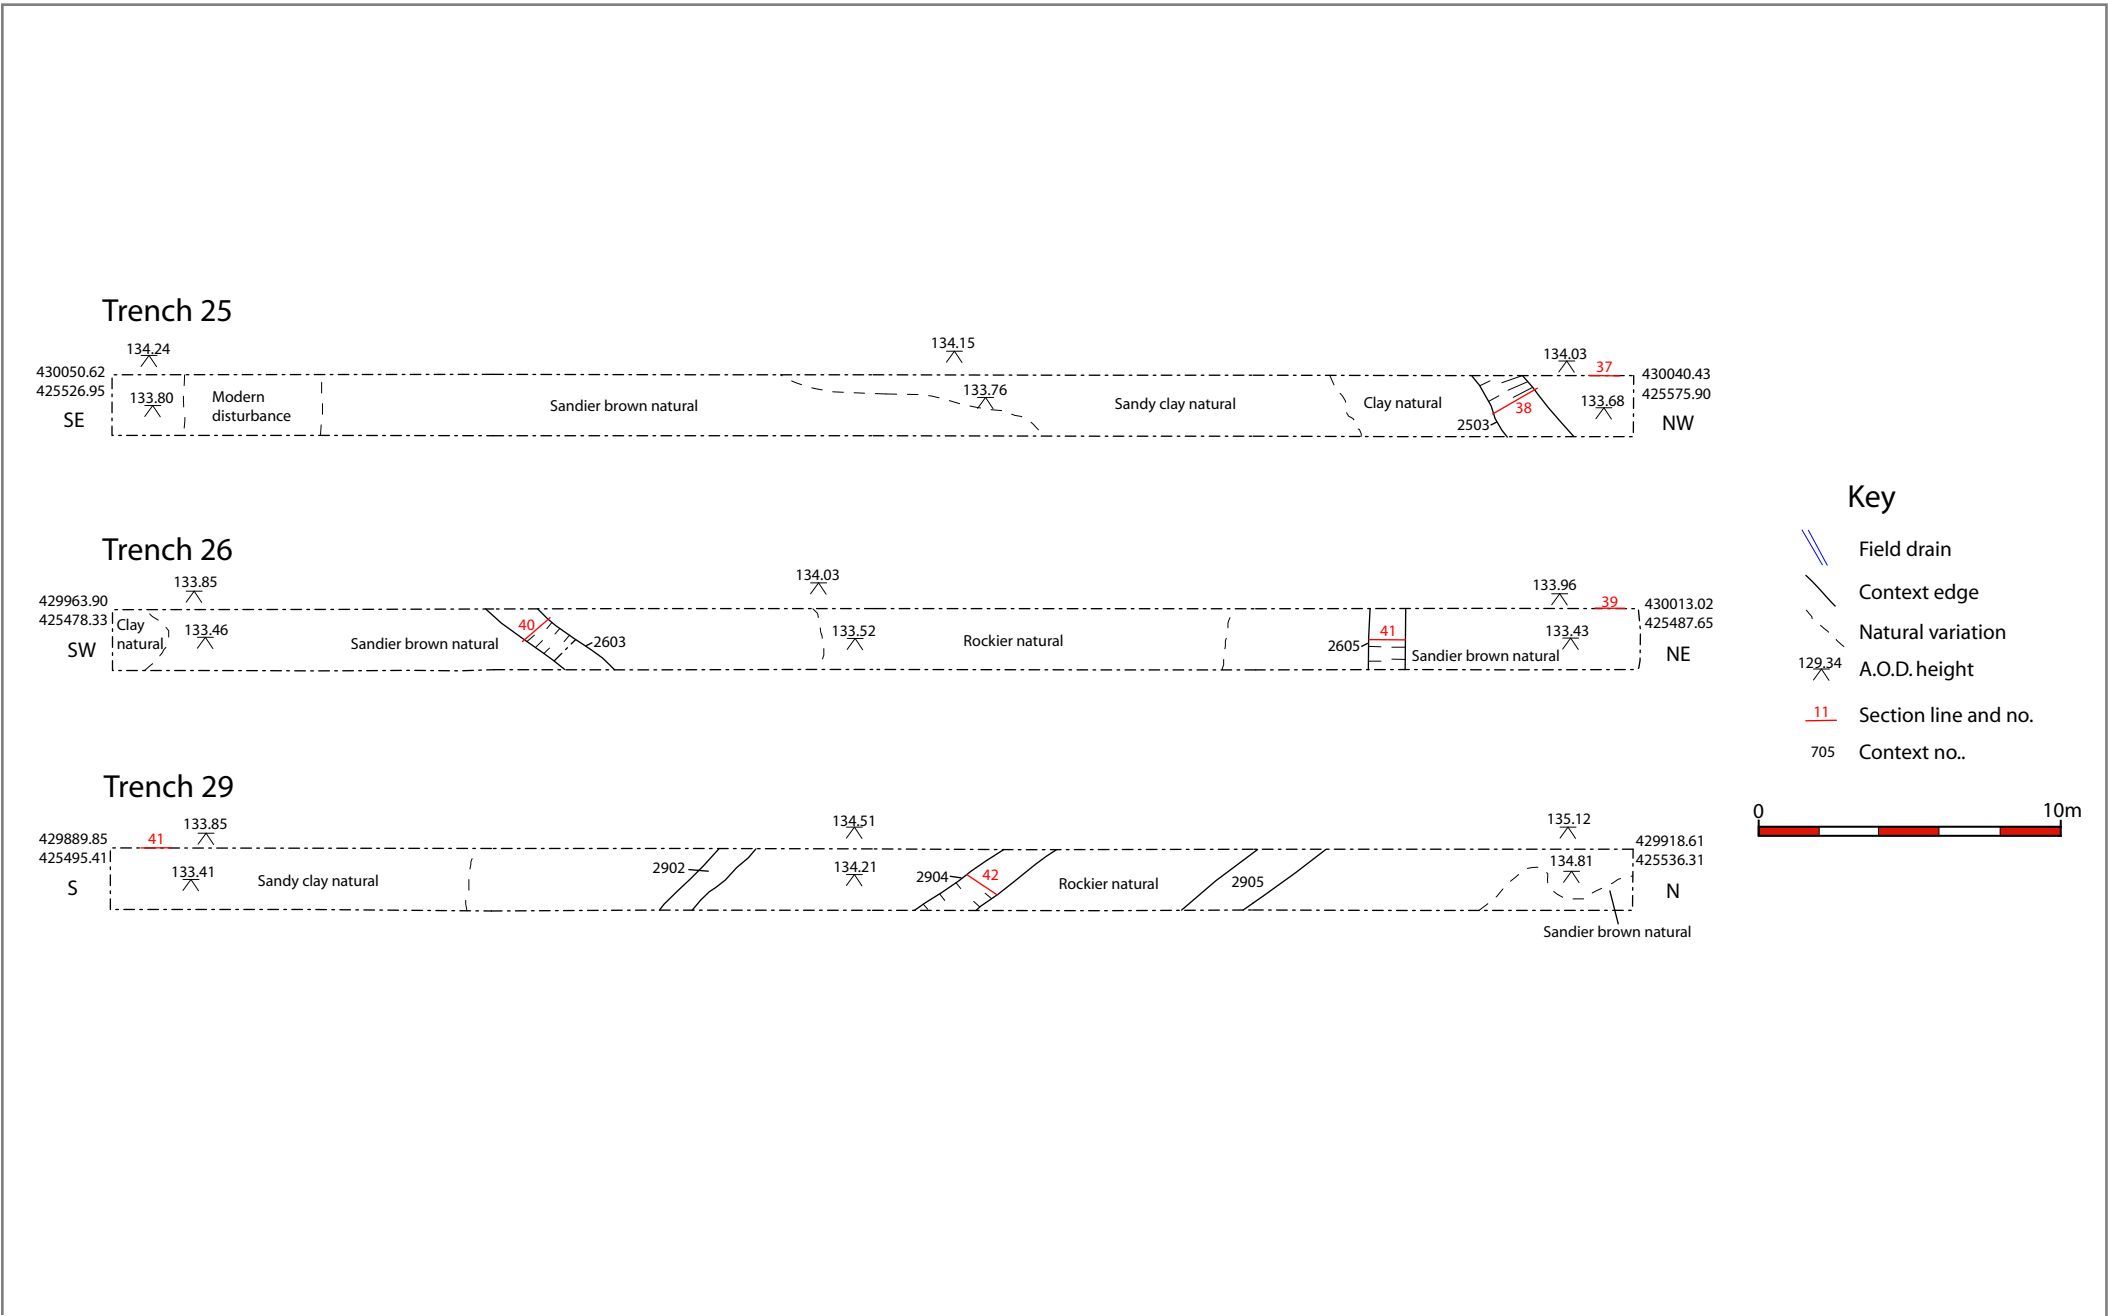 Trench 25
134.24
134.15
134.03
37
430050.62
425526.95
SE
133.80
Modern
disturbance
Sandier brown natural
133.76
Sandy clay natural
Clay natural
2503
38
133.68
430040.43
425575.90
NW
Trench 26
133.85
134.03
133.96
39
429963.90
425478.33
SW
Clay
natural
133.46
Sandier brown natural
40
2603
133.52
Rockier natural
2605
41
Sandier brown natural
133.43
430013.02
425487.65
NE
Trench 29
41
133.85
134.51
135.12
429889.85
425495.41
S
133.41
Sandy clay natural
2902
134.21
2904
42
Rockier natural
2905
134.81
Sandier brown natural
429918.61
425536.31
N
Key
Field drain
Context edge
Natural variation
129.34
A.O.D. height
11
Section line and no.
705
Context no..
0
10m